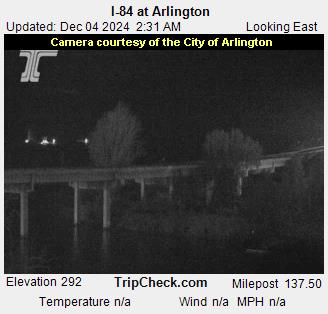 I-84 at Arlington
Updated: Dec 04 2024 2:31 AM Looking East
Camera courtesy of the City of Arlington
Elevation 292 TripCheck.com Milepost 137.50
Temperature n/a Wind n/a MPH n/a